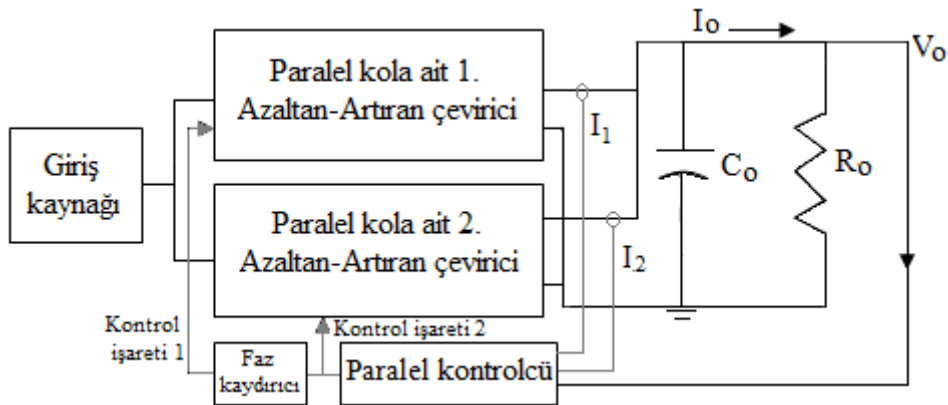 Paralel kola ait 1.
Azaltan-Artıran çevirici
Giriş
kaynağı
Paralel kola ait 2.
Azaltan-Artıran çevirici
I1
I.2
Io
Vo
Co
Ro
Kontrol
işareti 1
Kontrol işareti 2
Faz
kaydırıcı
Paralel kontrolcü